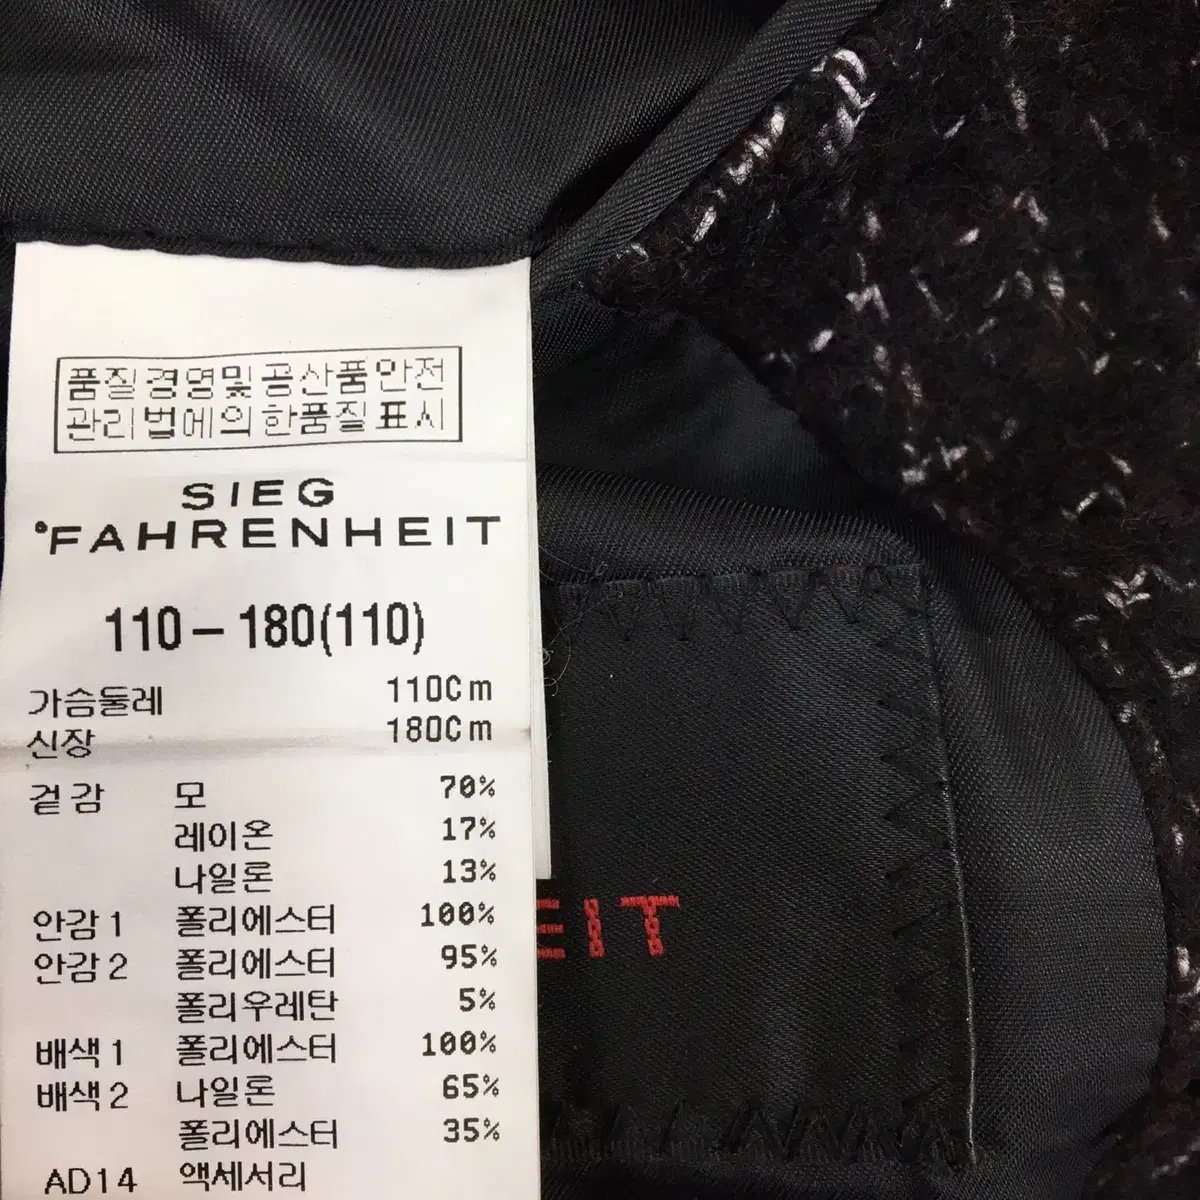 품질경영및공산품안전
관리법에의한품질표시
SIEG
°FAHRENHEIT
110-180(110)
가슴둘레 110Cm
신장 180Cm
겉감 모 70%
레이온 17%
나일론 13%
안감1 폴리에스터 100%
안감2 폴리에스터 95%
폴리우레탄 5%
배색1 폴리에스터 100%
배색2 나일론 65%
폴리에스터 35%
AD14 액세서리
EIT